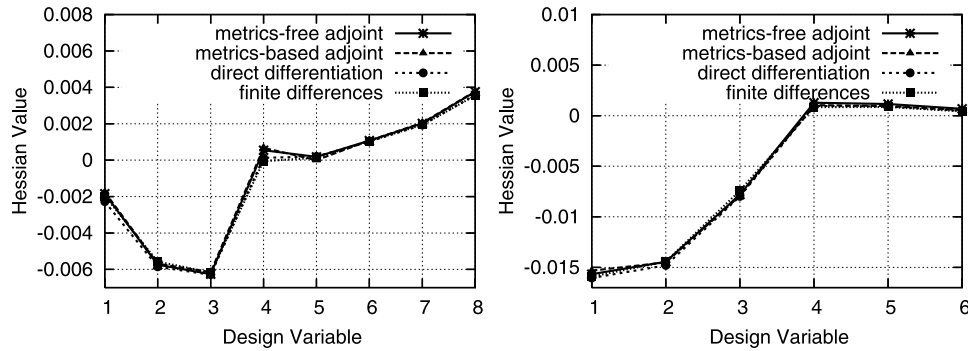 0.008
0.006
0.004
0.002
0
-0.002
-0.004
-0.006
Hessian Value
metrics-free adjoint
metrics-based adjoint
direct differentiation
finite differences
1 2 3 4 5 6 7 8
Design Variable
0.01
0.005
0
-0.005
-0.01
-0.015
Hessian Value
metrics-free adjoint
metrics-based adjoint
direct differentiation
finite differences
1 2 3 4 5 6
Design Variable